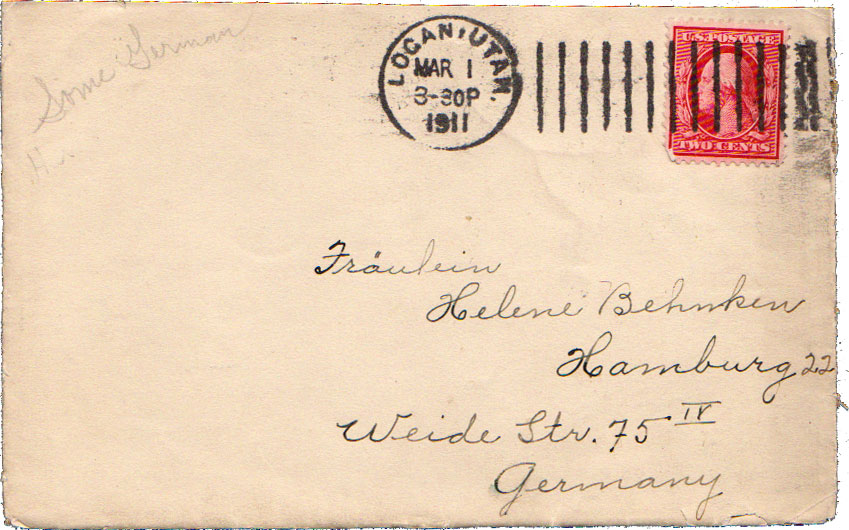 Some German
LOGAN, UTAH.
MAR 1
3-30P
1911
U.S. POSTAGE
TWO CENTS
Fräulein
Helene Behnken
Hamburg 22
Weide Str. 75 IV
Germany